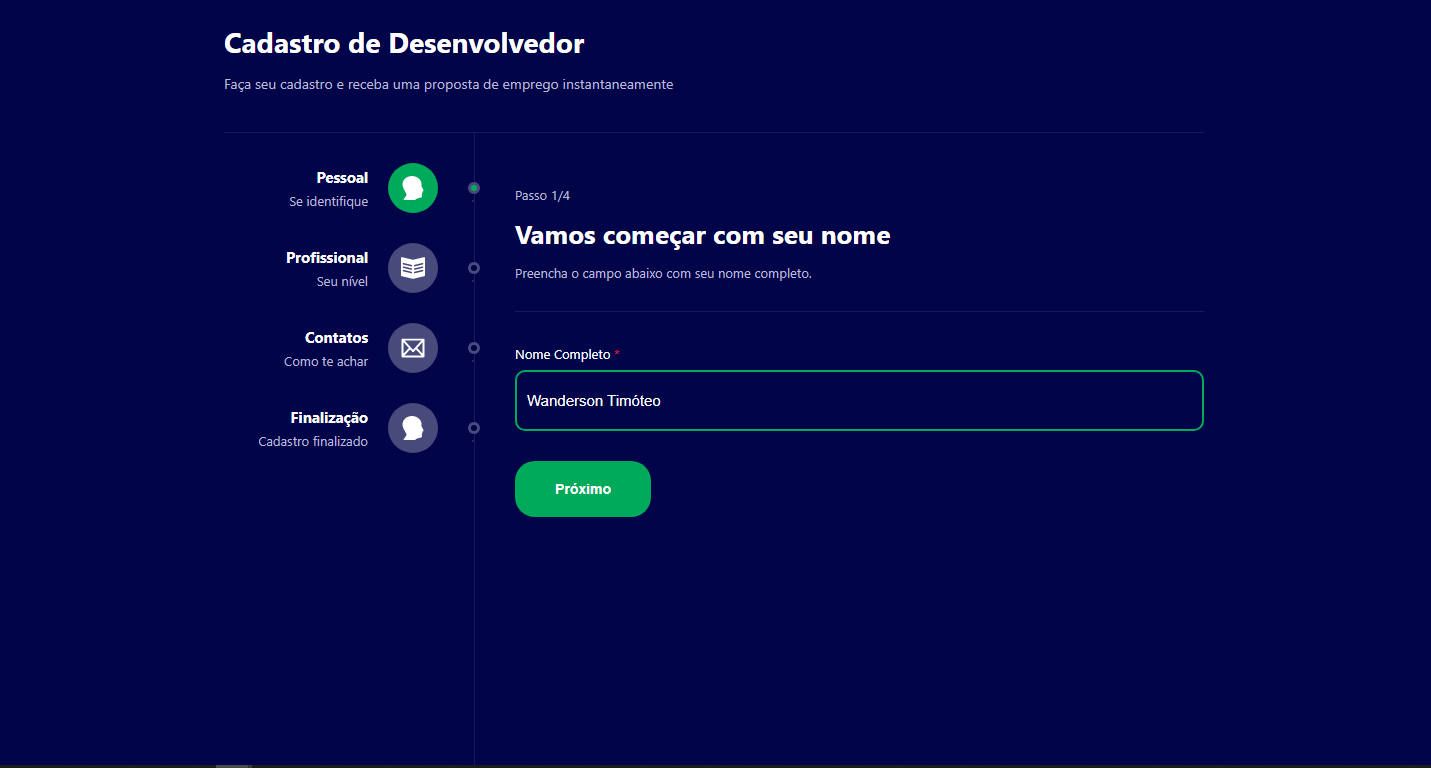 Cadastro de Desenvolvedor
Faça seu cadastro e receba uma proposta de emprego instantaneamente
Pessoal
Se identifique
Profissional
Seu nível
Contatos
Como te achar
Finalização
Cadastro finalizado
Passo 1/4
Vamos começar com seu nome
Preencha o campo abaixo com seu nome completo.
Nome Completo *
Wanderson Timóteo
Próximo